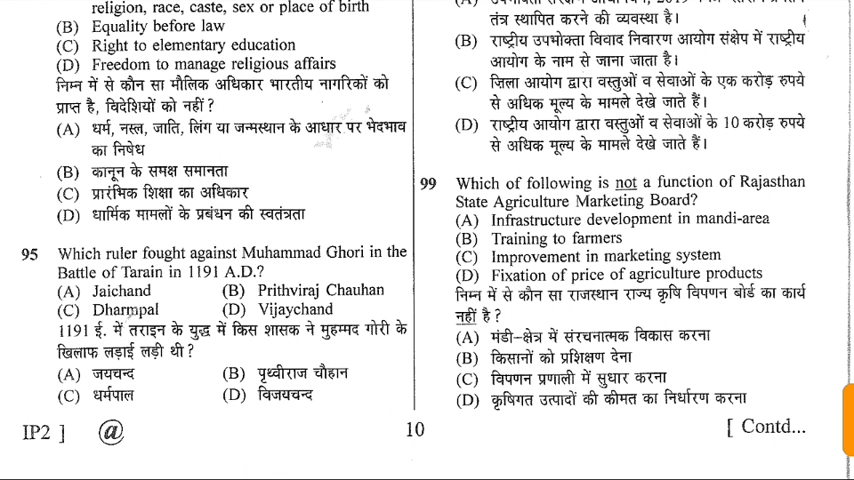 religion, race, caste, sex or place of birth
(B) Equality before law
(C) Right to elementary education
(D) Freedom to manage religious affairs
निम्न में से कौन सा मौलिक अधिकार भारतीय नागरिकों को
प्राप्त है, विदेशियों को नहीं ?
(A) धर्म, नस्ल, जाति, लिंग या जन्मस्थान के आधार पर भेदभाव
का निषेध
(B) कानून के समक्ष समानता
(C) प्रारंभिक शिक्षा का अधिकार
(D) धार्मिक मामलों के प्रबंधन की स्वतंत्रता
95 Which ruler fought against Muhammad Ghori in the
Battle of Tarain in 1191 A.D.?
(A) Jaichand (B) Prithviraj Chauhan
(C) Dharmpal (D) Vijaychand
1191 ई. में तराइन के युद्ध में किस शासक ने मुहम्मद गोरी के
खिलाफ लड़ाई लड़ी थी ?
(A) जयचन्द (B) पृथ्वीराज चौहान
(C) धर्मपाल (D) विजयचन्द
तंत्र स्थापित करने की व्यवस्था है।
(B) राष्ट्रीय उपभोक्ता विवाद निवारण आयोग संक्षेप में राष्ट्रीय
आयोग के नाम से जाना जाता है।
(C) ज़िला आयोग द्वारा वस्तुओं व सेवाओं के एक करोड़ रुपये
से अधिक मूल्य के मामले देखे जाते हैं।
(D) राष्ट्रीय आयोग द्वारा वस्तुओं व सेवाओं के 10 करोड़ रुपये
से अधिक मूल्य के मामले देखे जाते हैं।
99 Which of following is not a function of Rajasthan
State Agriculture Marketing Board?
(A) Infrastructure development in mandi-area
(B) Training to farmers
(C) Improvement in marketing system
(D) Fixation of price of agriculture products
निम्न में से कौन सा राजस्थान राज्य कृषि विपणन बोर्ड का कार्य
नहीं है ?
(A) मंडी–क्षेत्र में संरचनात्मक विकास करना
(B) किसानों को प्रशिक्षण देना
(C) विपणन प्रणाली में सुधार करना
(D) कृषिगत उत्पादों की कीमत का निर्धारण करना
IP2 ] @ 10 [ Contd...